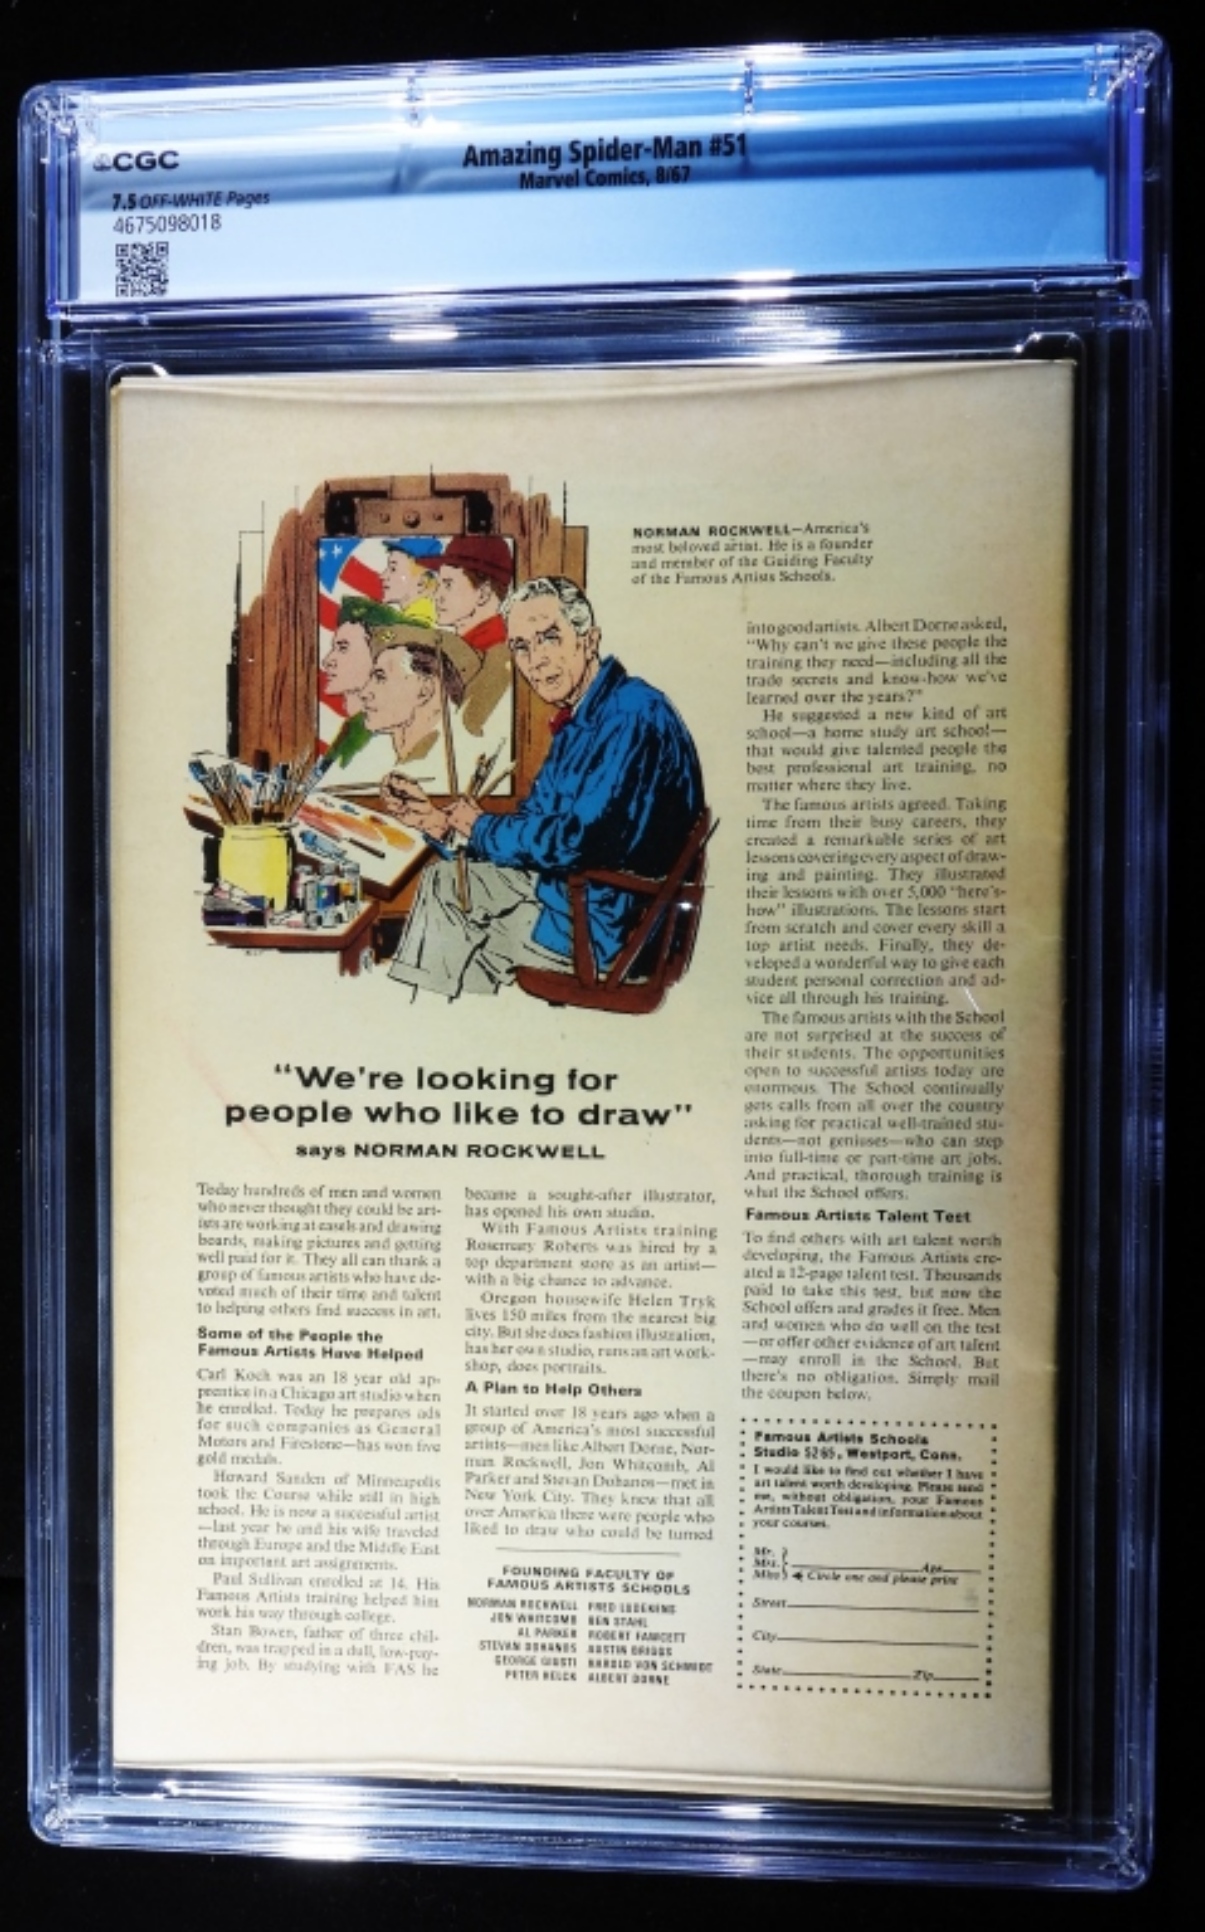 CGC
Amazing Spider-Man #51
Marvel Comics, 8/67
7.5 OFF-WHITE Pages
4675098018
NORMAN ROCKWELL—America's
most beloved artist. He is a founder
and member of the Guiding Faculty
of the Famous Artists Schools.
"We're looking for
people who like to draw"
says NORMAN ROCKWELL
Today hundreds of men and women
who never thought they could be art-
ists are working at easels and drawing
boards, making pictures and getting
well paid for it. They all can thank a
group of famous artists who have de-
voted much of their time and talent
to helping others find success in art.
Some of the People the
Famous Artists Have Helped
Carl Koch was an 18 year old ap-
prentice in a Chicago art studio when
he enrolled. Today he prepares ads
for such companies as General
Motors and Firestone—has won five
gold medals.
Howard Sanden of Minneapolis
took the Course while still in high
school. He is now a successful artist
—last year he and his wife traveled
through Europe and the Middle East
on important art assignments.
Paul Sullivan enrolled at 14. His
Famous Artists training helped him
work his way through college.
Stan Bowen, father of three chil-
dren, was trapped in a dull, low-pay-
ing job. By studying with FAS he
became a sought-after illustrator,
has opened his own studio.
With Famous Artists training
Rosemary Roberts was hired by a
top department store as an artist—
with a big chance to advance.
Oregon housewife Helen Tryk
lives 150 miles from the nearest big
city. But she does fashion illustration,
has her own studio, runs an art work-
shop, does portraits.
A Plan to Help Others
It started over 18 years ago when a
group of America's most successful
artists—men like Albert Dorne, Nor-
man Rockwell, Jon Whitcomb, Al
Parker and Stevan Dohanos—met in
New York City. They knew that all
over America there were people who
liked to draw who could be turned
FOUNDING FACULTY OF
FAMOUS ARTISTS SCHOOLS
NORMAN ROCKWELL FRED LUDEKENS
JON WHITCOMB BEN STAHL
AL PARKER ROBERT FAWCETT
STEVAN DOHANOS AUSTIN BRIGGS
GEORGE GIUSTI HAROLD VON SCHMIDT
PETER HELCK ALBERT DORNE
into good artists. Albert Dorne asked,
"Why can't we give these people the
training they need—including all the
trade secrets and know-how we've
learned over the years?"
He suggested a new kind of art
school—a home study art school—
that would give talented people the
best professional art training, no
matter where they live.
The famous artists agreed. Taking
time from their busy careers, they
created a remarkable series of art
lessons covering every aspect of draw-
ing and painting. They illustrated
their lessons with over 5,000 "here's-
how" illustrations. The lessons start
from scratch and cover every skill a
top artist needs. Finally, they de-
veloped a wonderful way to give each
student personal correction and ad-
vice all through his training.
The famous artists with the School
are not surprised at the success of
their students. The opportunities
open to successful artists today are
enormous. The School continually
gets calls from all over the country
asking for practical well-trained stu-
dents—not geniuses—who can step
into full-time or part-time art jobs.
And practical, thorough training is
what the School offers.
Famous Artists Talent Test
To find others with art talent worth
developing, the Famous Artists cre-
ated a 12-page talent test. Thousands
paid to take this test, but now the
School offers and grades it free. Men
and women who do well on the test
—or offer other evidence of art talent
—may enroll in the School. But
there's no obligation. Simply mail
the coupon below.
Famous Artists Schools
Studio 5265, Westport, Conn.
I would like to find out whether I have
art talent worth developing. Please send
me, without obligation, your Famous
Artists Talent Test and information about
your courses.
Mr.
Mrs. Age
Miss Circle one and please print
Street
City
State Zip